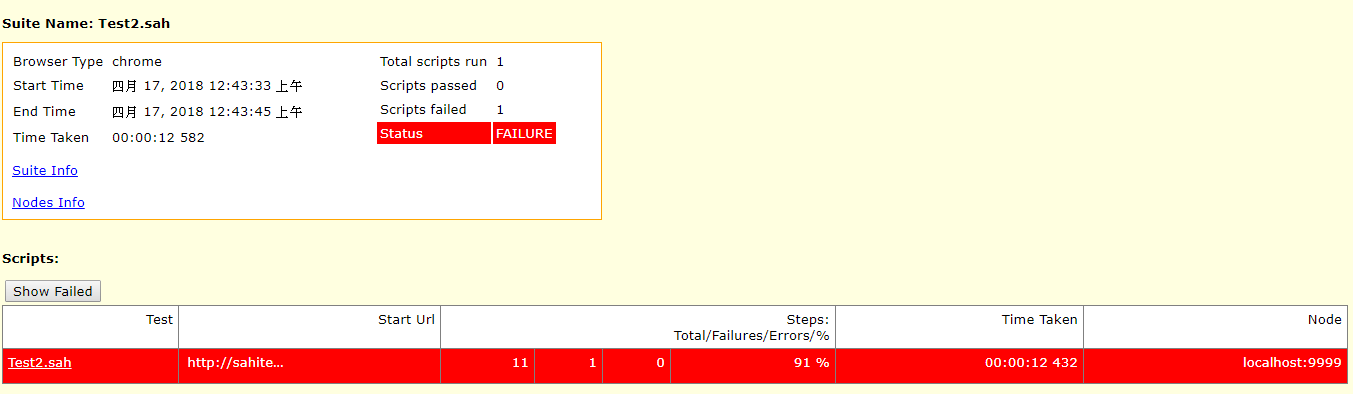 Suite Name: Test2.sah
Browser Type chrome Total scripts run 1
Start Time 四月 17, 2018 12:43:33 上午 Scripts passed 0
End Time 四月 17, 2018 12:43:45 上午 Scripts failed 1
Time Taken 00:00:12 582 Status FAILURE
Suite Info
Nodes Info
Scripts:
Show Failed
Test Start Url Steps: Time Taken Node
Total/Failures/Errors/%
Test2.sah http://sahite... 11 1 0 91 % 00:00:12 432 localhost:9999